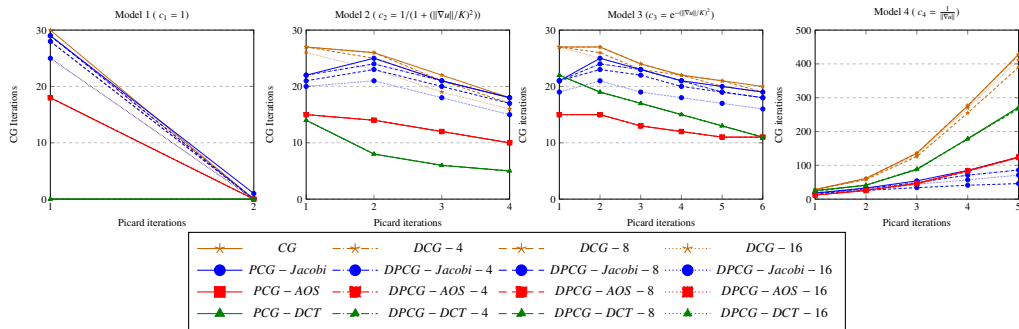 Model 1 ( c₁ = 1)
Model 2 ( c₂ = 1/(1 + (‖∇u‖/K)²))
Model 3 (c₃ = e^−(‖∇u‖/K)²)
Model 4 (c₄ = 1/‖∇u‖)
CG Iterations
30
20
10
1
2
Picard iterations
CG Iterations
30
20
10
1
2
3
4
Picard iterations
CG iterations
30
20
10
1
2
3
4
5
6
Picard iterations
CG iterations
500
400
300
200
100
0
1
2
3
4
5
Picard iterations
CG DCG − 4 DCG − 8 DCG − 16
PCG − Jacobi DPCG − Jacobi − 4 DPCG − Jacobi − 8 DPCG − Jacobi − 16
PCG − AOS DPCG − AOS − 4 DPCG − AOS − 8 DPCG − AOS − 16
PCG − DCT DPCG − DCT − 4 DPCG − DCT − 8 DPCG − DCT − 16